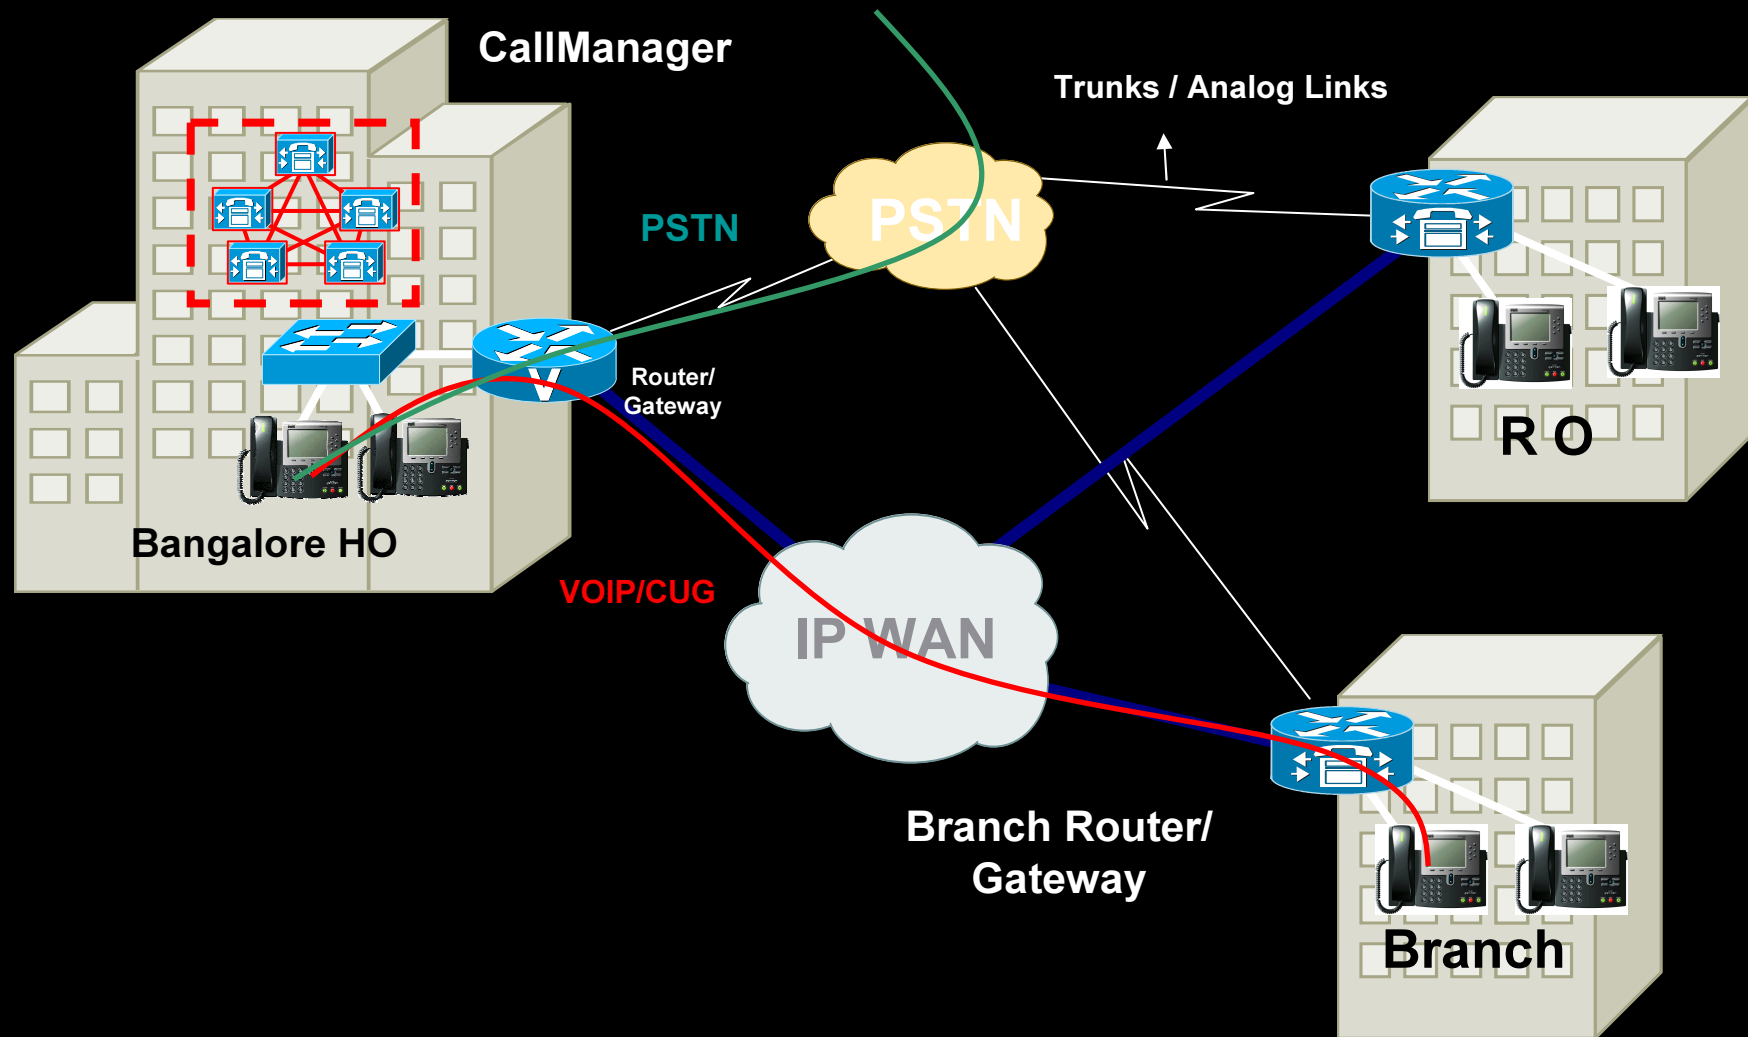 CallManager
Trunks / Analog Links
PSTN
PSTN
Router/
Gateway
V
R O
Bangalore HO
VOIP/CUG
IP WAN
Branch Router/
Gateway
Branch